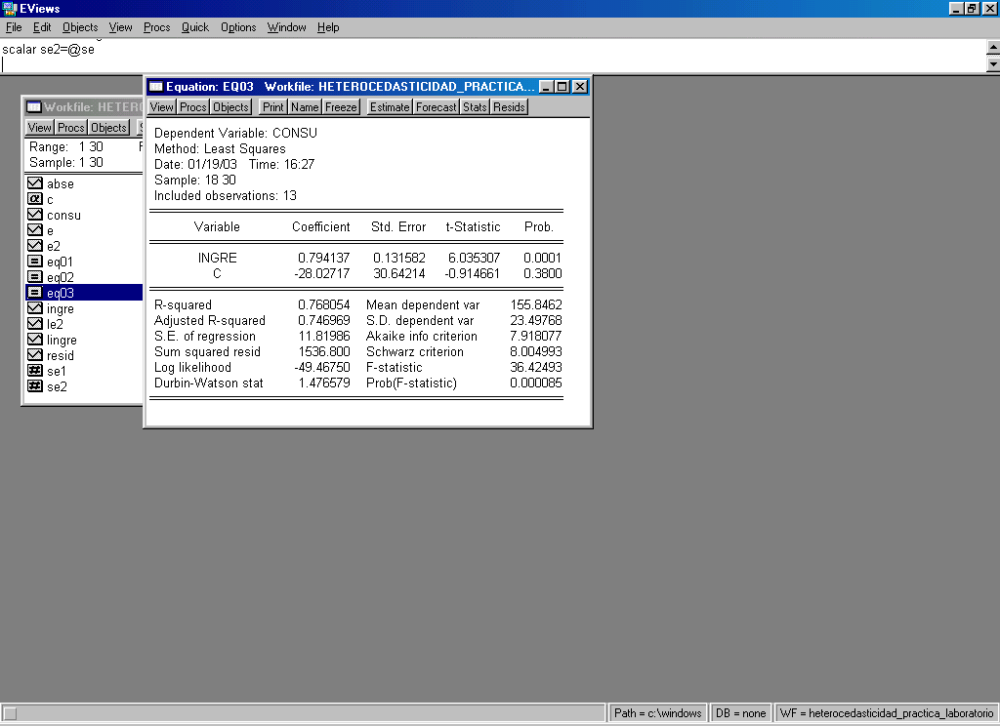 EViews
File Edit Objects View Procs Quick Options Window Help
scalar se2=@se
Workfile: HETERO
View Procs Objects
Range: 1 30
Sample: 1 30
abse
c
consu
e
e2
eq01
eq02
eq03
ingre
le2
lingre
resid
se1
se2
Equation: EQ03 Workfile: HETEROCEDASTICIDAD_PRACTICA...
View Procs Objects Print Name Freeze Estimate Forecast Stats Resids
Dependent Variable: CONSU
Method: Least Squares
Date: 01/19/03 Time: 16:27
Sample: 18 30
Included observations: 13
Variable Coefficient Std. Error t-Statistic Prob.
INGRE 0.794137 0.131582 6.035307 0.0001
C -28.02717 30.64214 -0.914661 0.3800
R-squared 0.768054 Mean dependent var 155.8462
Adjusted R-squared 0.746969 S.D. dependent var 23.49768
S.E. of regression 11.81986 Akaike info criterion 7.918077
Sum squared resid 1536.800 Schwarz criterion 8.004993
Log likelihood -49.46750 F-statistic 36.42493
Durbin-Watson stat 1.476579 Prob(F-statistic) 0.000085
Path = c:\windows DB = none WF = heterocedasticidad_practica_laboratorio